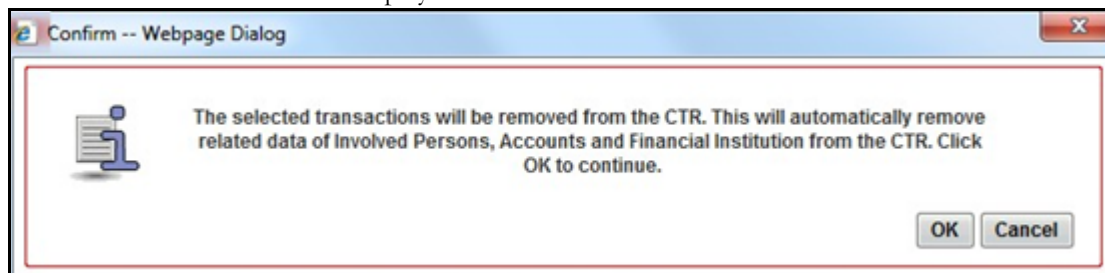 Confirm -- Webpage Dialog
The selected transactions will be removed from the CTR. This will automatically remove
related data of Involved Persons, Accounts and Financial Institution from the CTR. Click
OK to continue.
OK Cancel